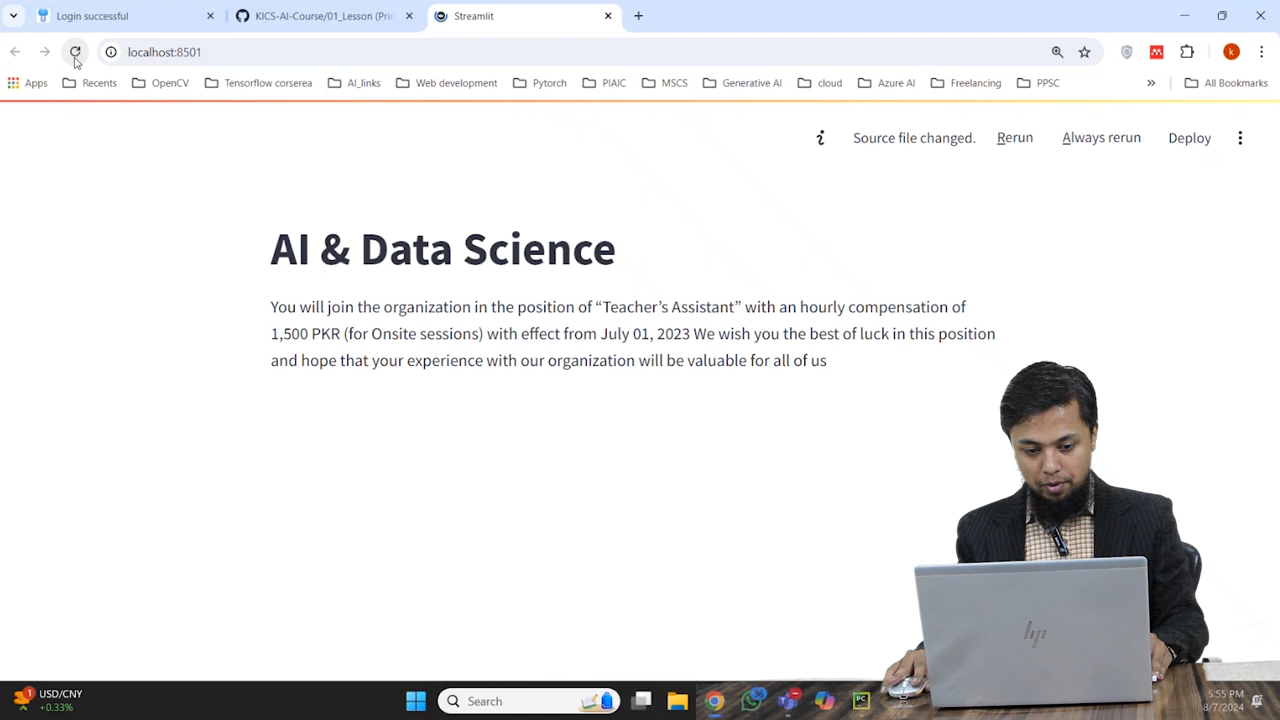 Login successful
KICS-AI-Course/01_Lesson (Prin
Streamlit
localhost:8501
Apps
Recents
OpenCV
Tensorflow corserea
AI_links
Web development
Pytorch
PIAIC
MSCS
Generative AI
cloud
Azure AI
Freelancing
PPSC
»
All Bookmarks
k
Source file changed. Rerun Always rerun Deploy
AI & Data Science
You will join the organization in the position of “Teacher’s Assistant” with an hourly compensation of
1,500 PKR (for Onsite sessions) with effect from July 01, 2023 We wish you the best of luck in this position
and hope that your experience with our organization will be valuable for all of us
hp
1
USD/CNY
+0.33%
Search
36
PC
5:55 PM
8/7/2024